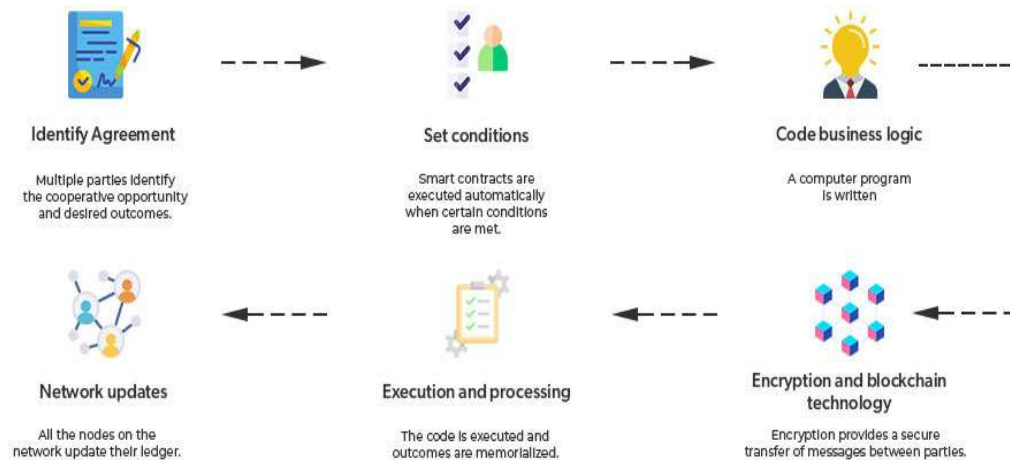 Identify Agreement
Multiple parties identify
the cooperative opportunity
and desired outcomes.
Set conditions
Smart contracts are
executed automatically
when certain conditions
are met.
Code business logic
A computer program
is written
Encryption and blockchain
technology
Encryption provides a secure
transfer of messages between parties.
Execution and processing
The code is executed and
outcomes are memorialized.
Network updates
All the nodes on the
network update their ledger.